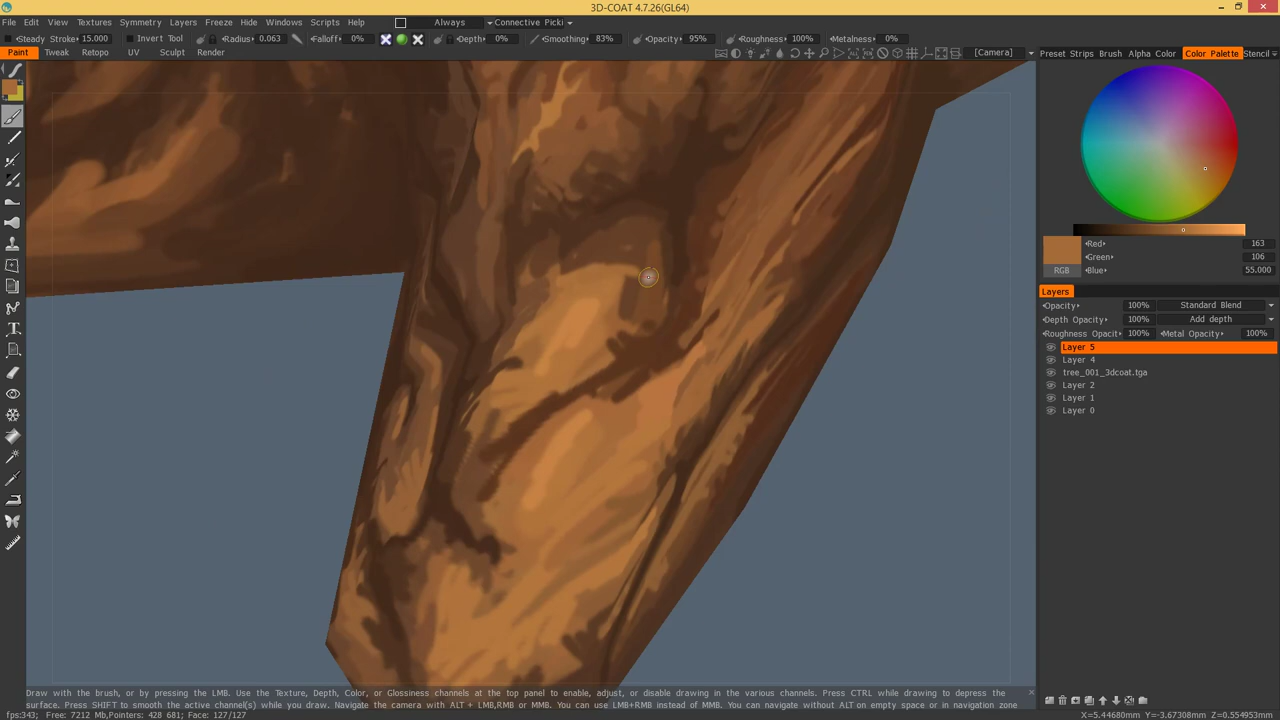 3D-COAT 4.7.26(GL64)
File Edit View Textures Symmetry Layers Freeze Hide Windows Scripts Help Always Connective Picki
Steady Stroke 15.000 Invert Tool Radius 0.063 Falloff 0% Depth 0% Smoothing 83% Opacity 95% Roughness 100% Metalness 0%
Paint Tweak Retopo UV Sculpt Render [Camera] Preset Strips Brush Alpha Color Color Palette Stencil
Red 163
Green 106
RGB Blue 55.000
Layers
Opacity 100% Standard Blend
Depth Opacity 100% Add depth
Roughness Opacit 100% Metal Opacity 100%
Layer 5
Layer 4
tree_001_3dcoat.tga
Layer 2
Layer 1
Layer 0
Draw with the brush, or by pressing the LMB. Use the Texture, Depth, Color, or Glossiness channels at the top panel to enable, adjust, or disable drawing in the various channels. Press CTRL while drawing to depress the
surface. Press SHIFT to smooth the active channel(s) while you draw. Navigate the camera with ALT + LMB,RMB or MMB. You can use LMB+RMB instead of MMB. You can navigate without ALT on empty space or in navigation zone
fps:343; Free: 7212 Mb,Pointers: 428 681; Face: 127/127 X=5.44680mm Y=-3.67308mm Z=0.554953mm